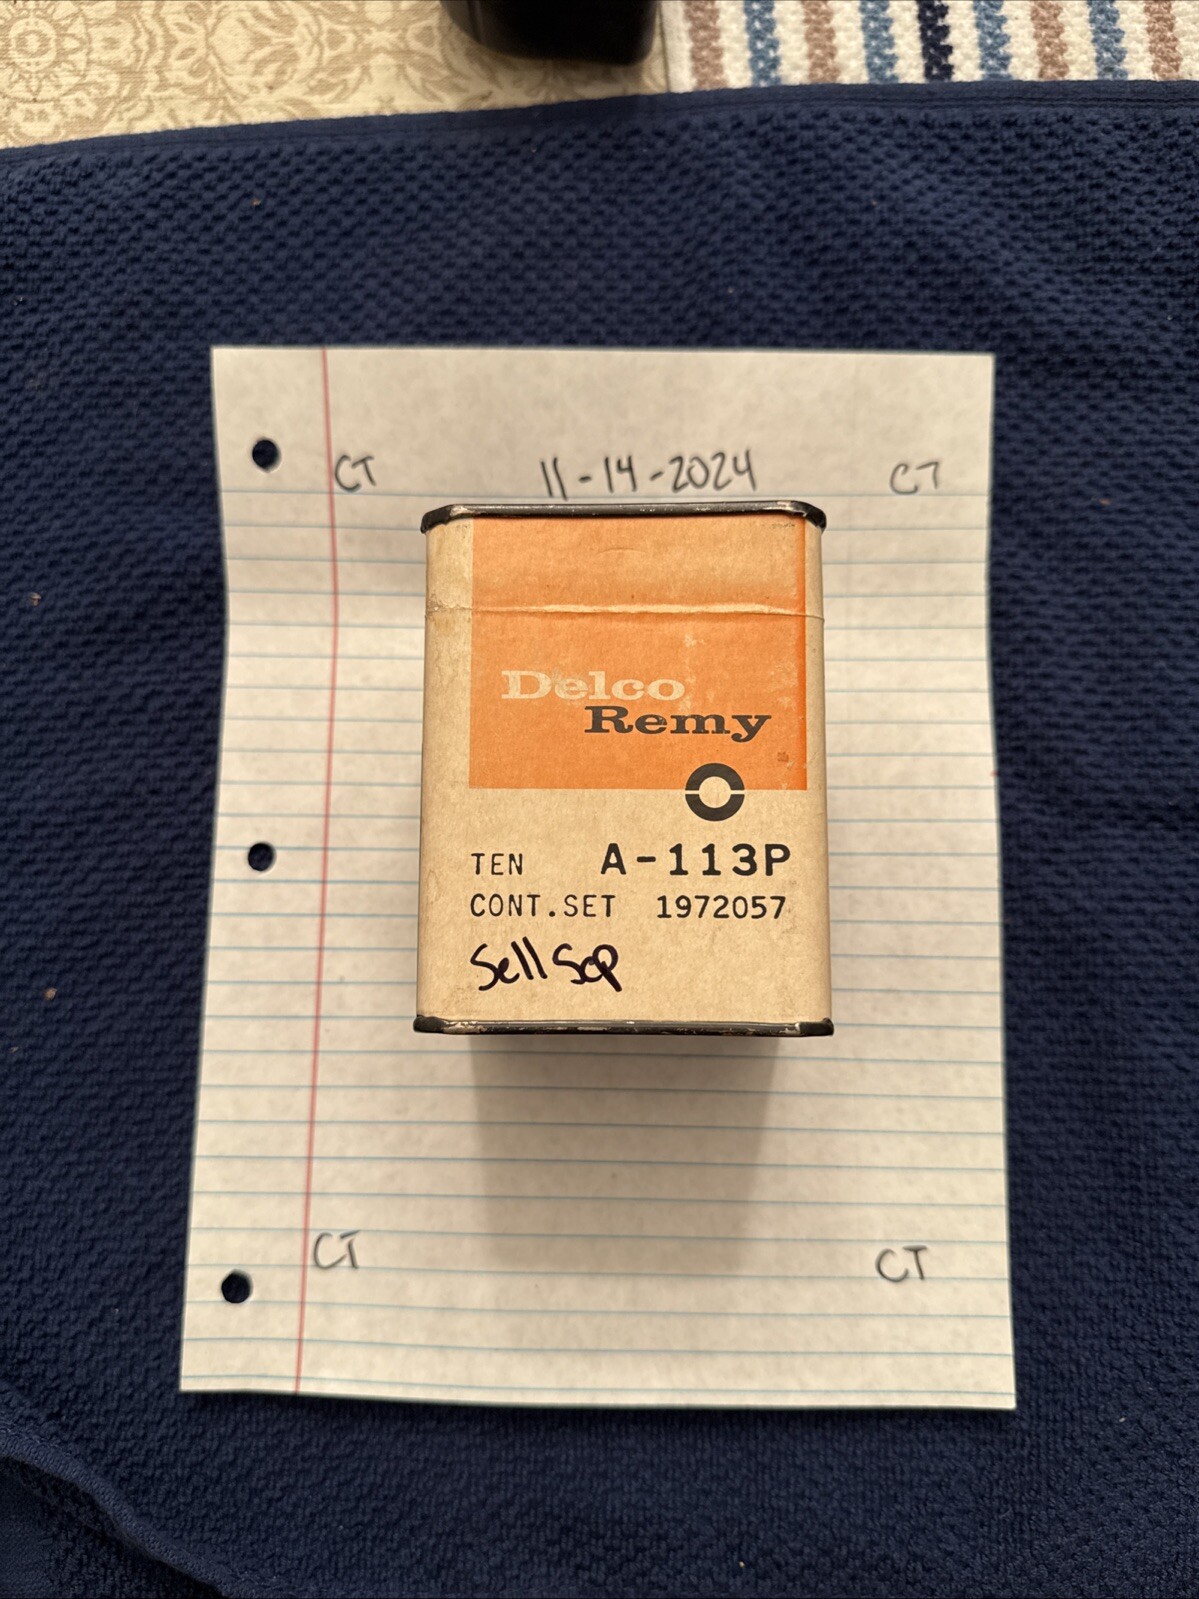 CT 11-14-2024 CT
Delco
Remy
TEN A-113P
CONT.SET 1972057
Sell Sep
CT CT